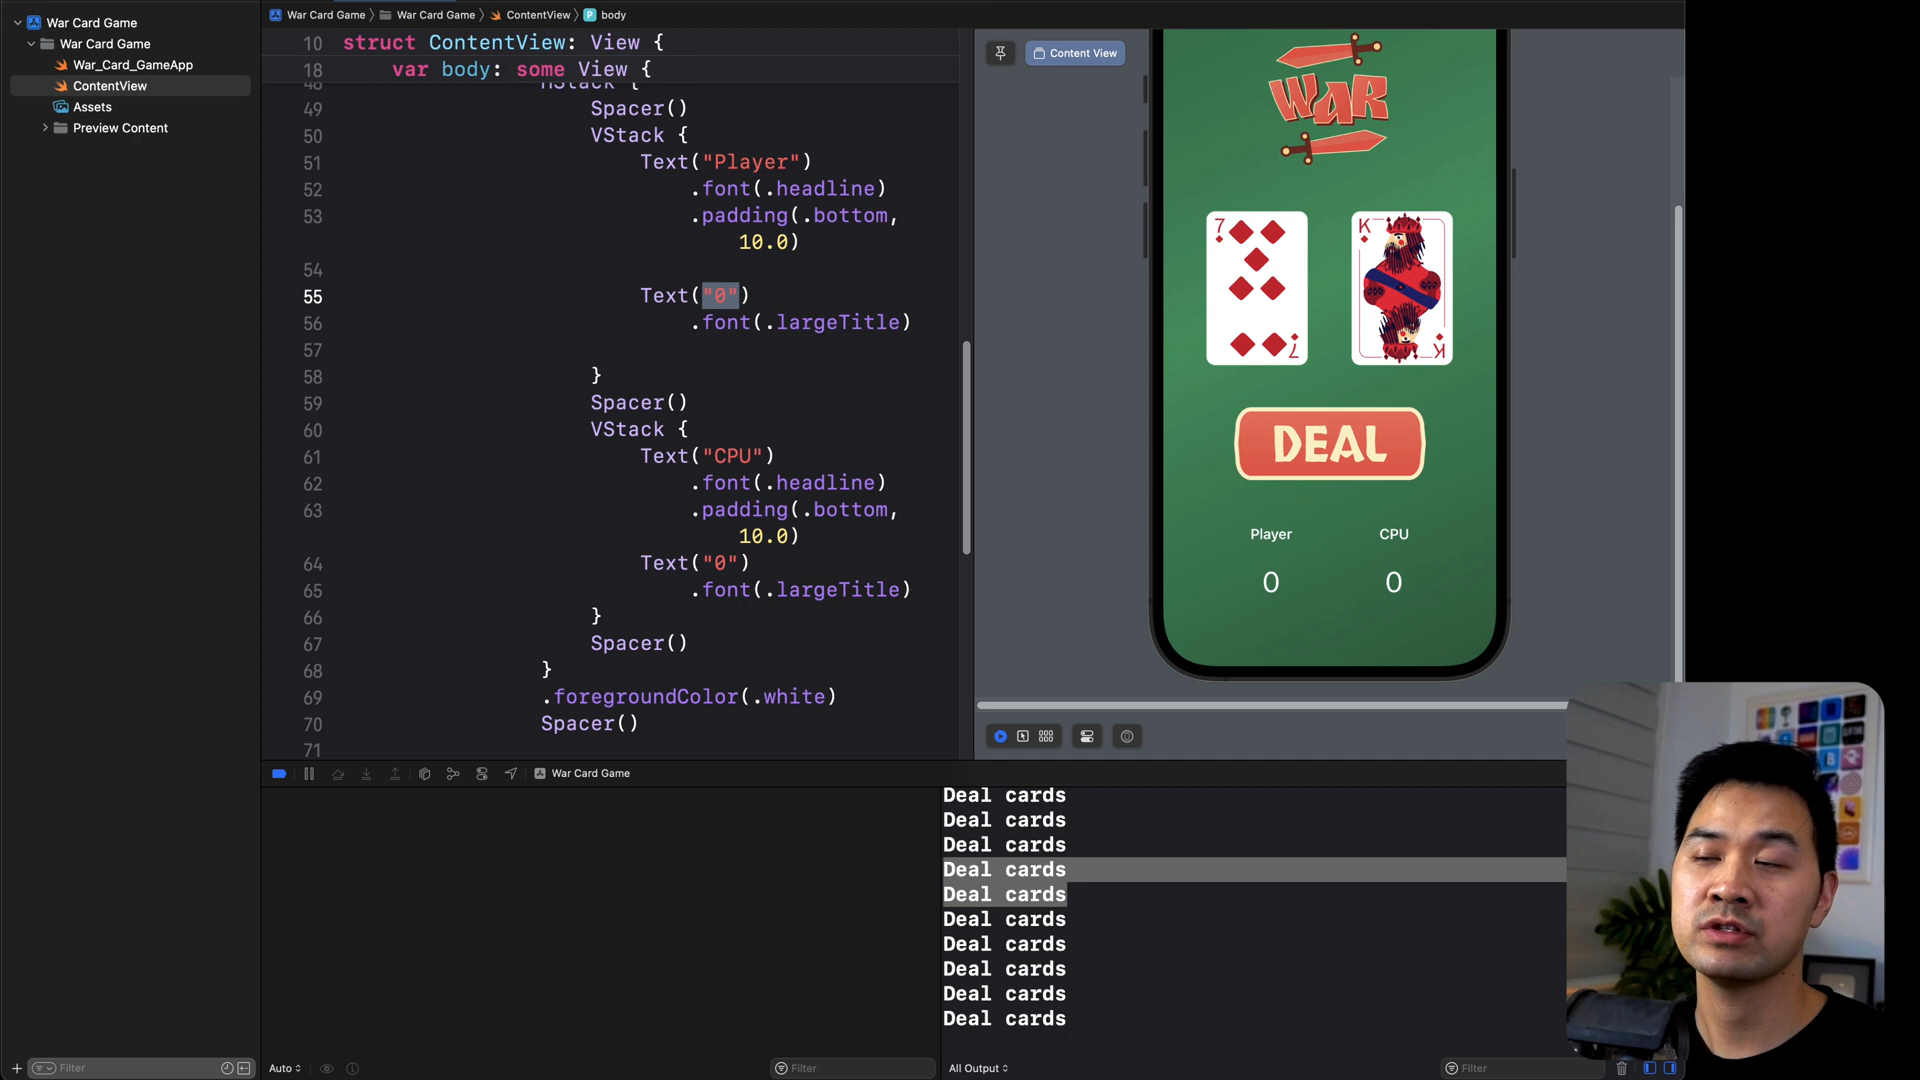 War Card Game
War Card Game
War_Card_GameApp
ContentView
Assets
Preview Content
Filter
War Card Game
War Card Game
ContentView
P body
10 struct ContentView: View {
18 var body: some View {
49 Spacer()
50 VStack {
51 Text("Player")
52 .font(.headline)
53 .padding(.bottom,
10.0)
54
55 Text("0")
56 .font(.largeTitle)
57
58 }
59 Spacer()
60 VStack {
61 Text("CPU")
62 .font(.headline)
63 .padding(.bottom,
10.0)
64 Text("0")
65 .font(.largeTitle)
66 }
67 Spacer()
68 }
69 .foregroundColor(.white)
70 Spacer()
71
Content View
WAR
7
7
K
K
DEAL
Player CPU
0 0
War Card Game
Deal cards
Deal cards
Deal cards
Deal cards
Deal cards
Deal cards
Deal cards
Deal cards
Deal cards
Deal cards
Auto
Filter
All Output
Filter